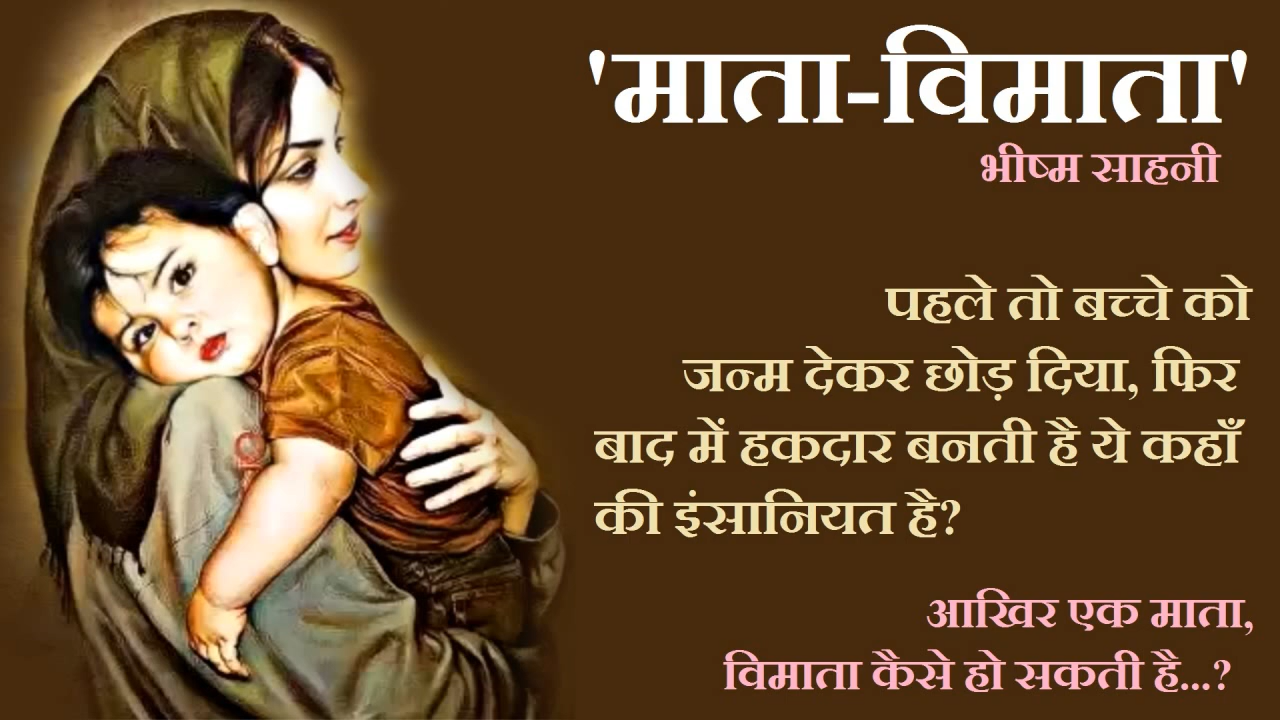 'माता-विमाता'
भीष्म साहनी
पहले तो बच्चे को
जन्म देकर छोड़ दिया, फिर
बाद में हकदार बनती है ये कहाँ
की इंसानियत है?
आखिर एक माता,
विमाता कैसे हो सकती है...?